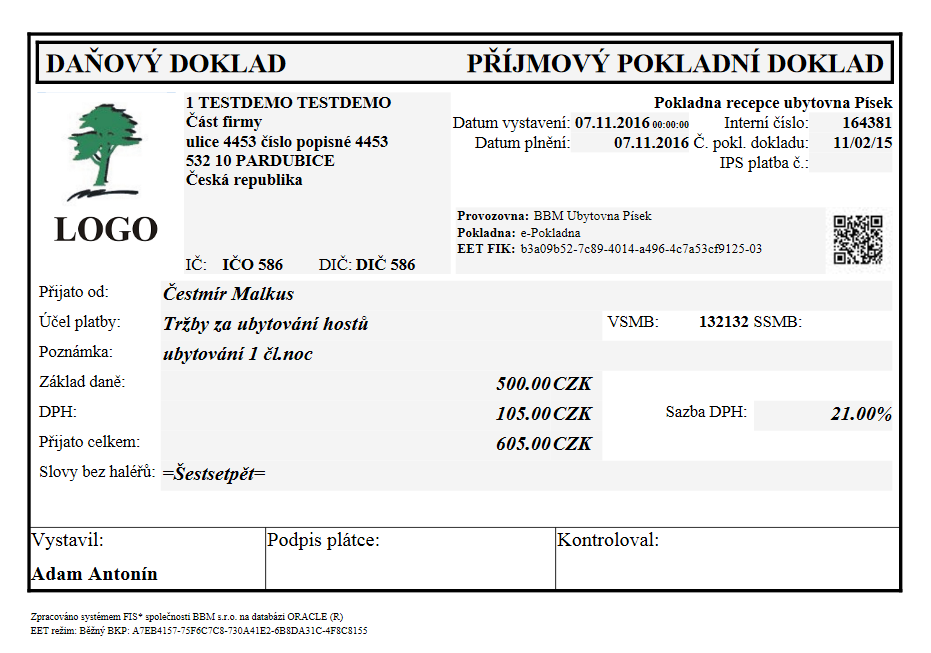 DAŇOVÝ DOKLAD PŘÍJMOVÝ POKLADNÍ DOKLAD
LOGO
1 TESTDEMO TESTDEMO
Část firmy
ulice 4453 číslo popisné 4453
532 10 PARDUBICE
Česká republika
IČ: IČO 586 DIČ: DIČ 586
Pokladna recepce ubytovna Písek
Datum vystavení: 07.11.2016 00:00:00 Interní číslo: 164381
Datum plnění: 07.11.2016 Č. pokl. dokladu: 11/02/15
IPS platba č.:
Provozovna: BBM Ubytovna Písek
Pokladna: e-Pokladna
EET FIK: b3a09b52-7c89-4014-a496-4c7a53cf9125-03
Přijato od: Čestmír Malkus
Účel platby: Tržby za ubytování hostů VSMB: 132132 SSMB:
Poznámka: ubytování 1 čl.noc
Základ daně: 500.00 CZK
DPH: 105.00 CZK Sazba DPH: 21.00%
Přijato celkem: 605.00 CZK
Slovy bez haléřů: =Šestsetpět=
Vystavil: Podpis plátce: Kontroloval:
Adam Antonín
Zpracováno systémem FIS* společnosti BBM s.r.o. na databázi ORACLE (R)
EET režim: Běžný BKP: A7EB4157-75F6C7C8-730A41E2-6B8DA31C-4F8C8155